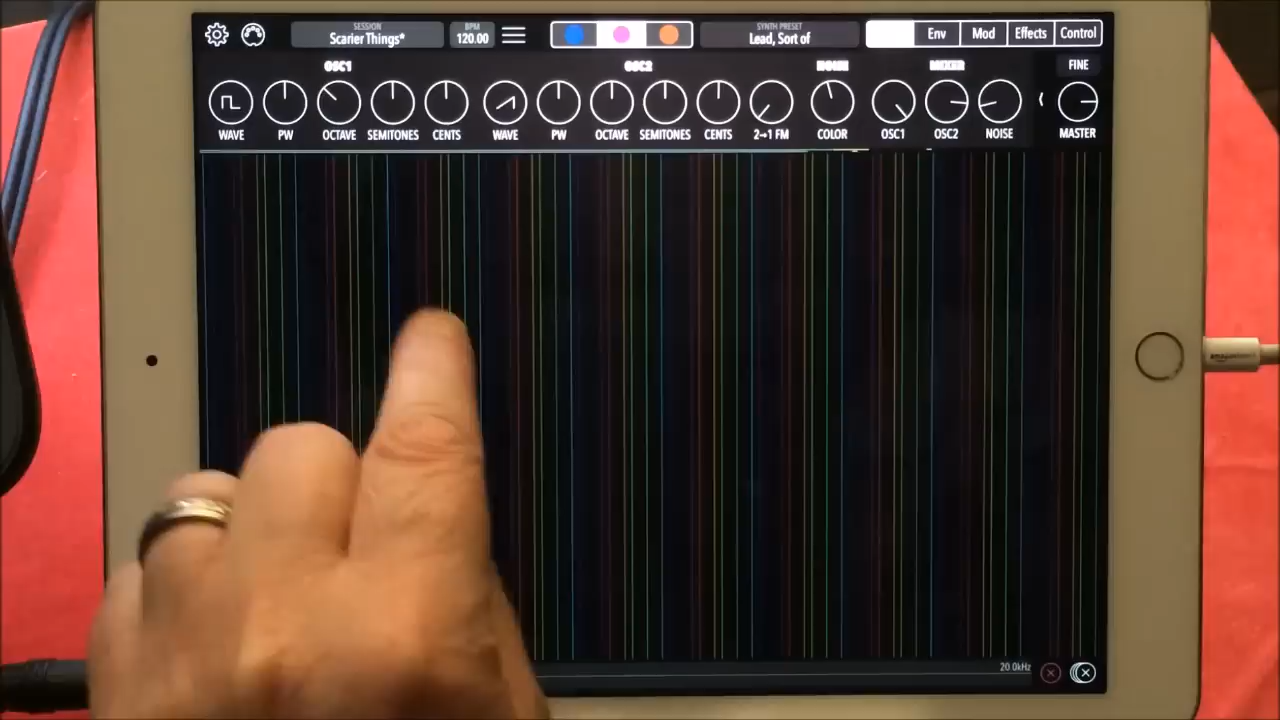 SESSION
Scarier Things*
BPM
120.00
SYNTH PRESET
Lead, Sort of
Env
Mod
Effects
Control
OSC1
OSC2
NOISE
MIXER
FINE
WAVE
PW
OCTAVE
SEMITONES
CENTS
WAVE
PW
OCTAVE
SEMITONES
CENTS
2→1 FM
COLOR
OSC1
OSC2
NOISE
MASTER
20.0kHz